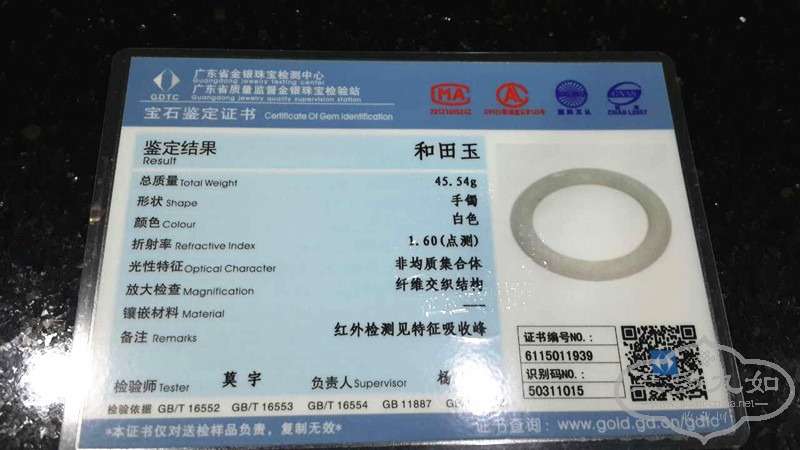 GDTC
广东省金银珠宝检测中心
Guangdong jewelry testing center
广东省质量监督金银珠宝检验站
Guangdong jewelry quality supervision station
宝石鉴定证书 Certificate Of Gem Identification
MA
鉴定结果 和田玉
Result
总质量 Total Weight 45.54g
形状 Shape 手镯
颜色 Colour 白色
折射率 Refractive Index 1.60(点测)
光性特征 Optical Character 非均质集合体
放大检查 Magnification 纤维交织结构
镶嵌材料 Material ——
备注 Remarks 红外检测见特征吸收峰
证书编号NO.:
6115011939
识别码NO.:
50311015
检验师 Tester 莫宇 负责人 Supervisor 杨
检验依据 GB/T 16552 GB/T 16553 GB/T 16554 GB 11887
*本证书仅对送检样品负责,复制无效*
证书查询: www.gold.gd.cn/gdtc
九如